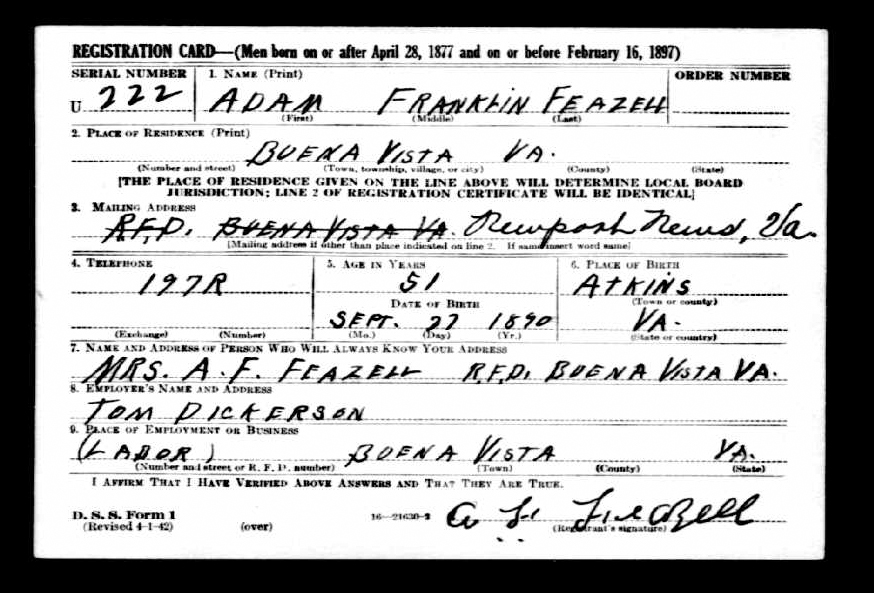 REGISTRATION CARD—(Men born on or after April 28, 1877 and on or before February 16, 1897)
SERIAL NUMBER 1. NAME (Print) ORDER NUMBER
U 222 ADAM FRANKLIN FEAZELL
(First) (Middle) (Last)
2. PLACE OF RESIDENCE (Print)
BUENA VISTA VA.
(Number and street) (Town, township, village, or city) (County) (State)
[THE PLACE OF RESIDENCE GIVEN ON THE LINE ABOVE WILL DETERMINE LOCAL BOARD
JURISDICTION; LINE 2 OF REGISTRATION CERTIFICATE WILL BE IDENTICAL]
3. MAILING ADDRESS
R.F.D. BUENA VISTA VA. Newport News, Va.
[Mailing address if other than place indicated on line 2. If same insert word same]
4. TELEPHONE 5. AGE IN YEARS 6. PLACE OF BIRTH
197R 51 ATKINS
DATE OF BIRTH (Town or county)
SEPT. 27 1890 VA.
(Exchange) (Number) (Mo.) (Day) (Yr.) (State or country)
7. NAME AND ADDRESS OF PERSON WHO WILL ALWAYS KNOW YOUR ADDRESS
MRS. A. F. FEAZELL R.F.D. BUENA VISTA VA.
8. EMPLOYER'S NAME AND ADDRESS
TOM DICKERSON
9. PLACE OF EMPLOYMENT OR BUSINESS
(LABOR) BUENA VISTA VA.
(Number and street or R. F. D. number) (Town) (County) (State)
I AFFIRM THAT I HAVE VERIFIED ABOVE ANSWERS AND THAT THEY ARE TRUE.
D. S. S. Form 1
(Revised 4-1-42) (over) 16—21630-2 A F Feazell
(Registrant's signature)